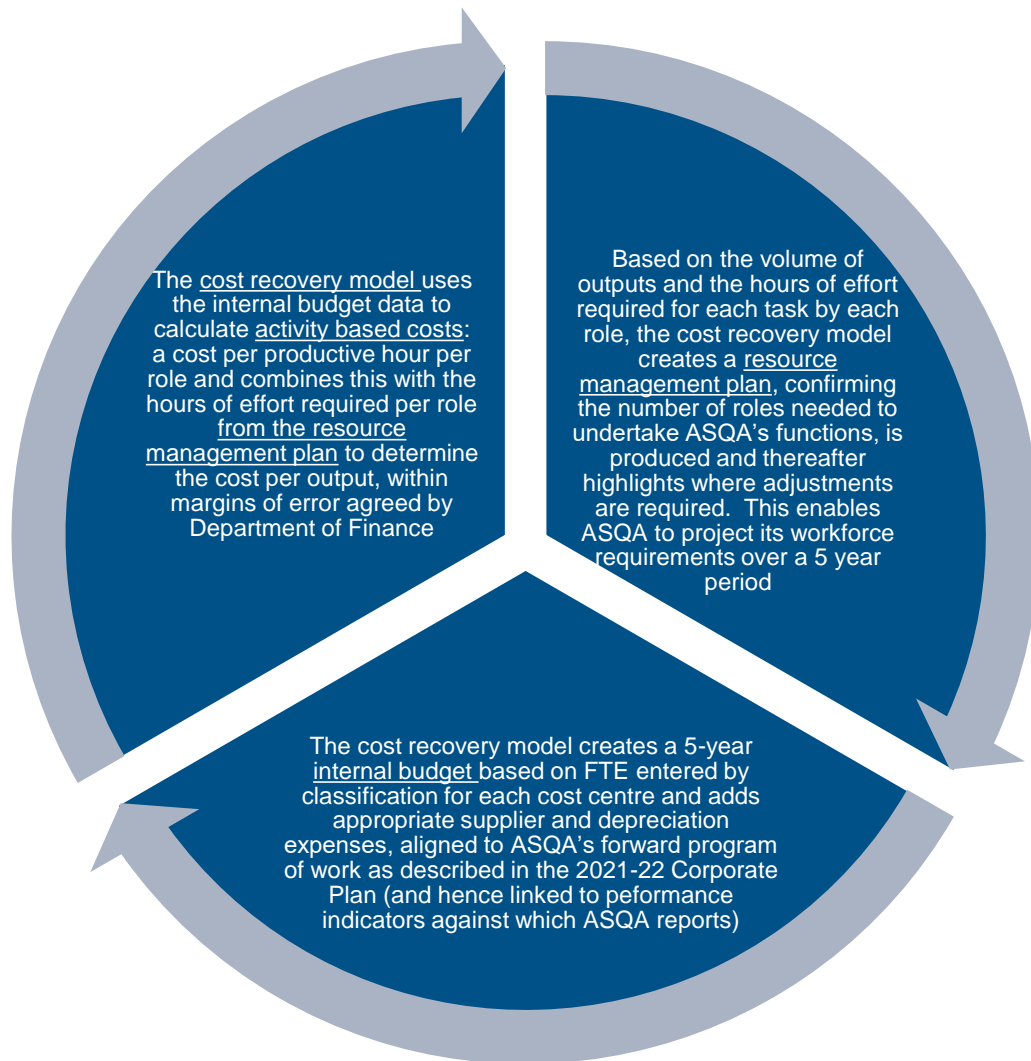 The cost recovery model uses
the internal budget data to
calculate activity based costs:
a cost per productive hour per
role and combines this with the
hours of effort required per role
from the resource
management plan to determine
the cost per output, within
margins of error agreed by
Department of Finance
Based on the volume of
outputs and the hours of effort
required for each task by each
role, the cost recovery model
creates a resource
management plan, confirming
the number of roles needed to
undertake ASQA’s functions, is
produced and thereafter
highlights where adjustments
are required.  This enables
ASQA to project its workforce
requirements over a 5 year
period
The cost recovery model creates a 5-year
internal budget based on FTE entered by
classification for each cost centre and adds
appropriate supplier and depreciation
expenses, aligned to ASQA’s forward program
of work as described in the 2021-22 Corporate
Plan (and hence linked to peformance
indicators against which ASQA reports)